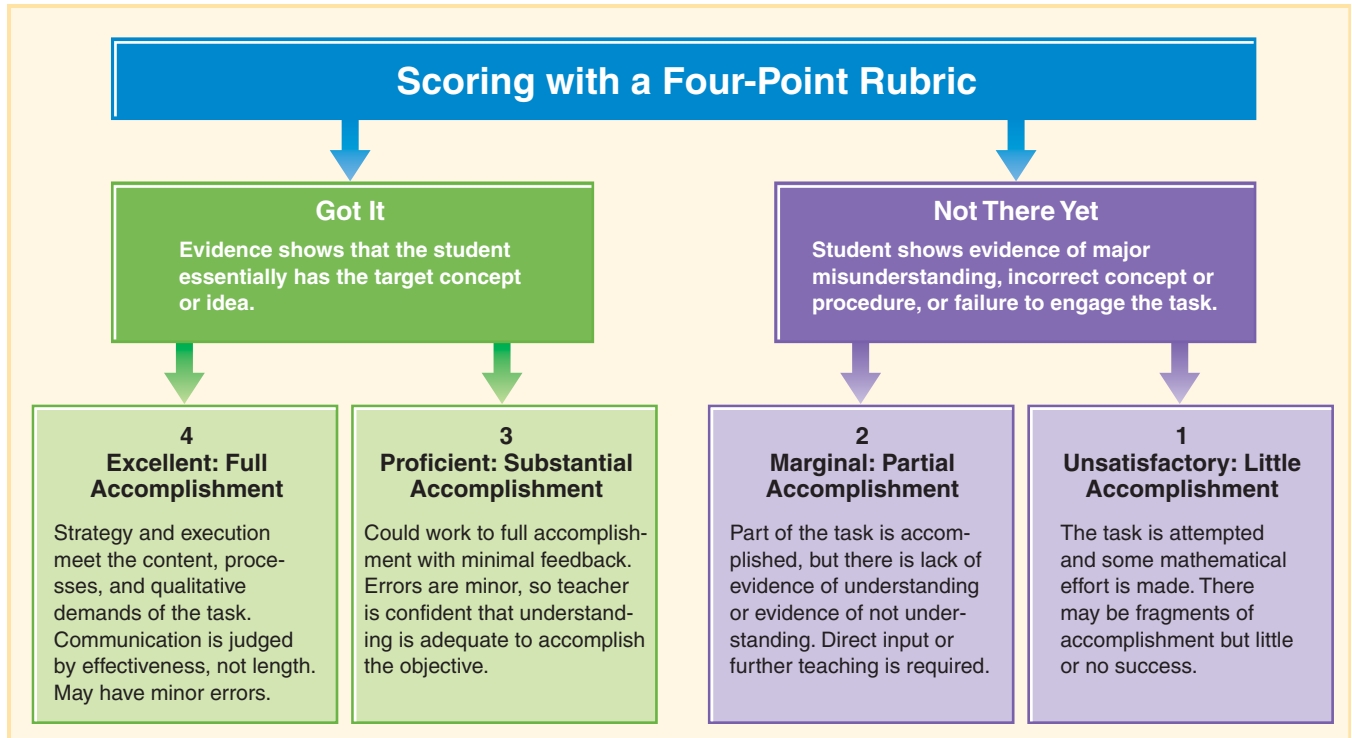 Scoring with a Four-Point Rubric
Got It
Evidence shows that the student
essentially has the target concept
or idea.
Not There Yet
Student shows evidence of major
misunderstanding, incorrect concept or
procedure, or failure to engage the task.
4
Excellent: Full
Accomplishment
Strategy and execution
meet the content, proce-
sses, and qualitative
demands of the task.
Communication is judged
by effectiveness, not length.
May have minor errors.
3
Proficient: Substantial
Accomplishment
Could work to full accomplish-
ment with minimal feedback.
Errors are minor, so teacher
is confident that understand-
ing is adequate to accomplish
the objective.
2
Marginal: Partial
Accomplishment
Part of the task is accom-
plished, but there is lack of
evidence of understanding
or evidence of not under-
standing. Direct input or
further teaching is required.
1
Unsatisfactory: Little
Accomplishment
The task is attempted
and some mathematical
effort is made. There
may be fragments of
accomplishment but little
or no success.